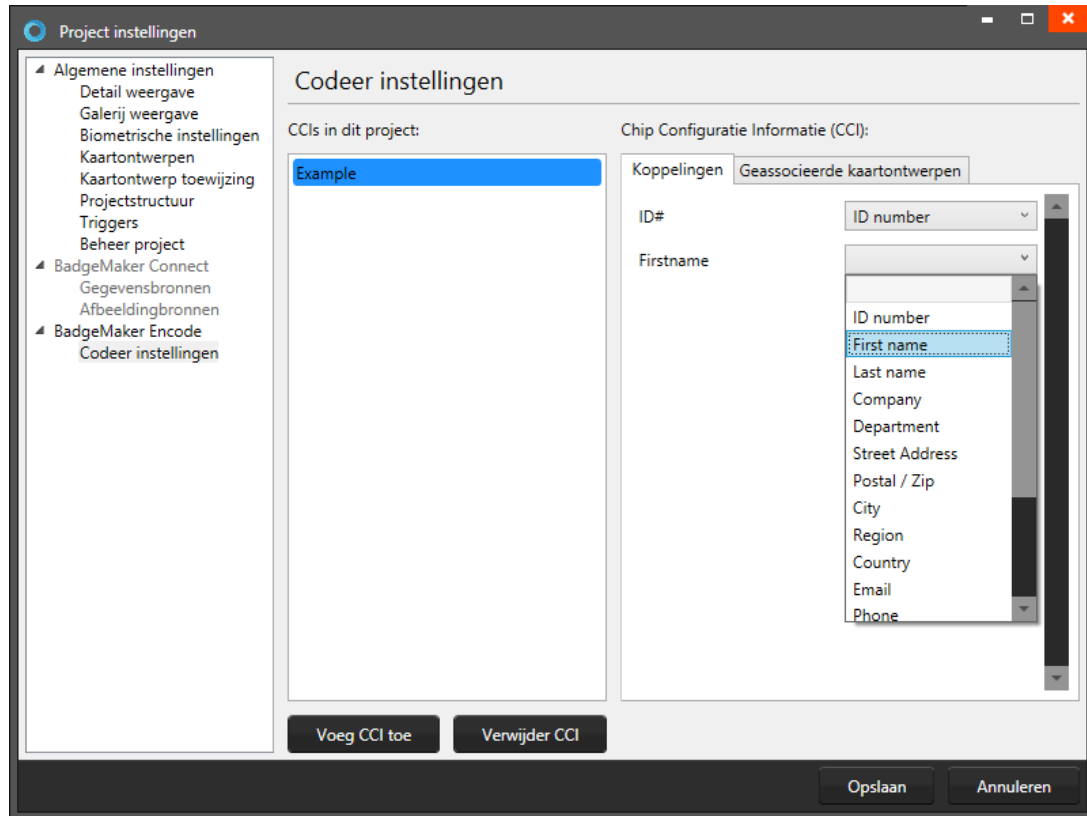 Project instellingen
Algemene instellingen
Detail weergave
Galerij weergave
Biometrische instellingen
Kaartontwerpen
Kaartontwerp toewijzing
Projectstructuur
Triggers
Beheer project
BadgeMaker Connect
Gegevensbronnen
Afbeeldingbronnen
BadgeMaker Encode
Codeer instellingen
Codeer instellingen
CCIs in dit project:
Example
Voeg CCI toe
Verwijder CCI
Chip Configuratie Informatie (CCI):
Koppelingen
Geassocieerde kaartontwerpen
ID#
ID number
Firstname
ID number
First name
Last name
Company
Department
Street Address
Postal / Zip
City
Region
Country
Email
Phone
Opslaan
Annuleren